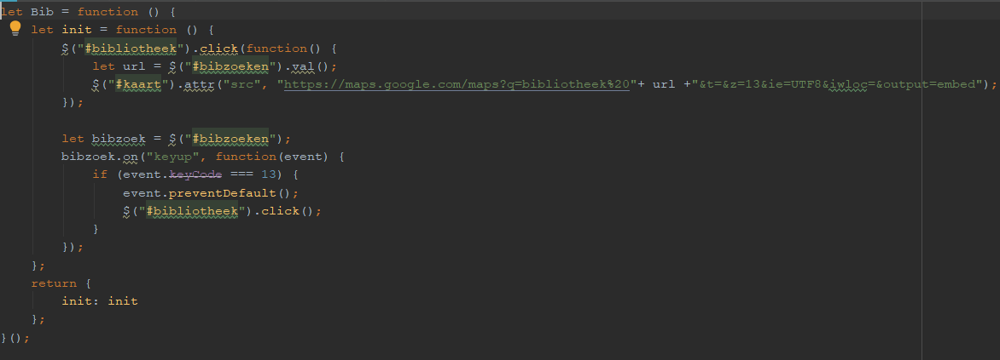 let Bib = function () {
    let init = function () {
        $("#bibliotheek").click(function() {
            let url = $("#bibzoeken").val();
            $("#kaart").attr("src", "https://maps.google.com/maps?q=bibliotheek%20"+ url +"&t=&z=13&ie=UTF8&iwloc=&output=embed");
        });

        let bibzoek = $("#bibzoeken");
        bibzoek.on("keyup", function(event) {
            if (event.keyCode === 13) {
                event.preventDefault();
                $("#bibliotheek").click();
            }
        });
    };
    return {
        init: init
    };
}();